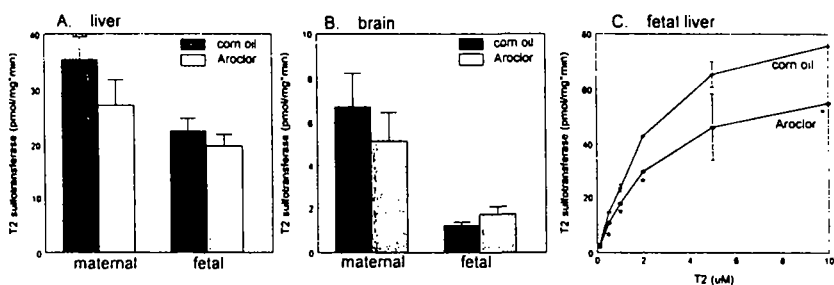 A. liver
T2 sulfotransferase (pmol/mg*min)
40
30
20
10
0
corn oil
Aroclor
maternal fetal
B. brain
T2 sulfotransferase (pmol/mg*min)
10
8
6
4
2
0
corn oil
Aroclor
maternal fetal
C. fetal liver
T2 sulfotransferase (pmol/mg*min)
80
60
40
20
0
corn oil
Aroclor
0 2 4 6 8 10
T2 (uM)